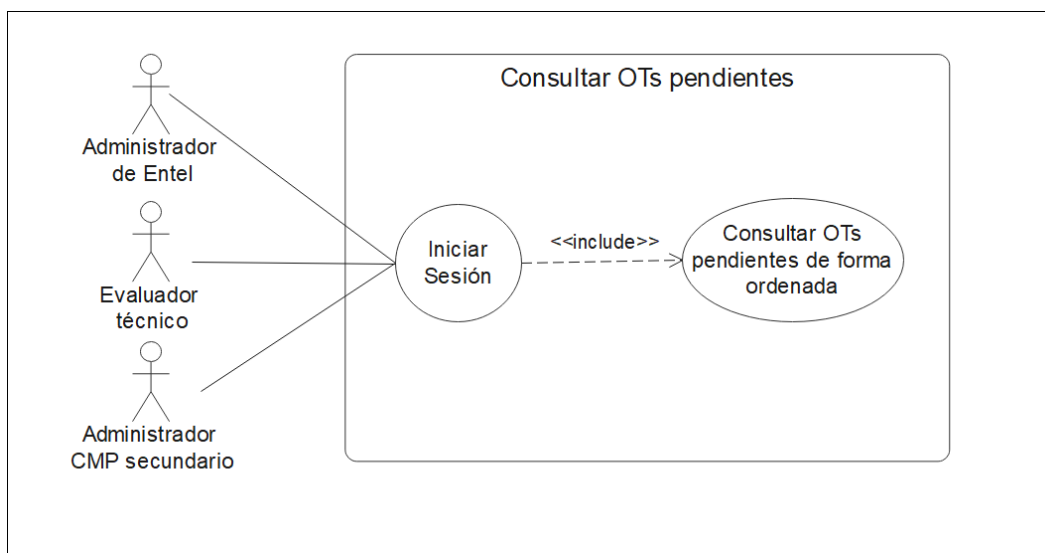 Consultar OTs pendientes
Administrador
de Entel
Evaluador
técnico
Administrador
CMP secundario
Iniciar
Sesión
<<include>>
Consultar OTs
pendientes de forma
ordenada